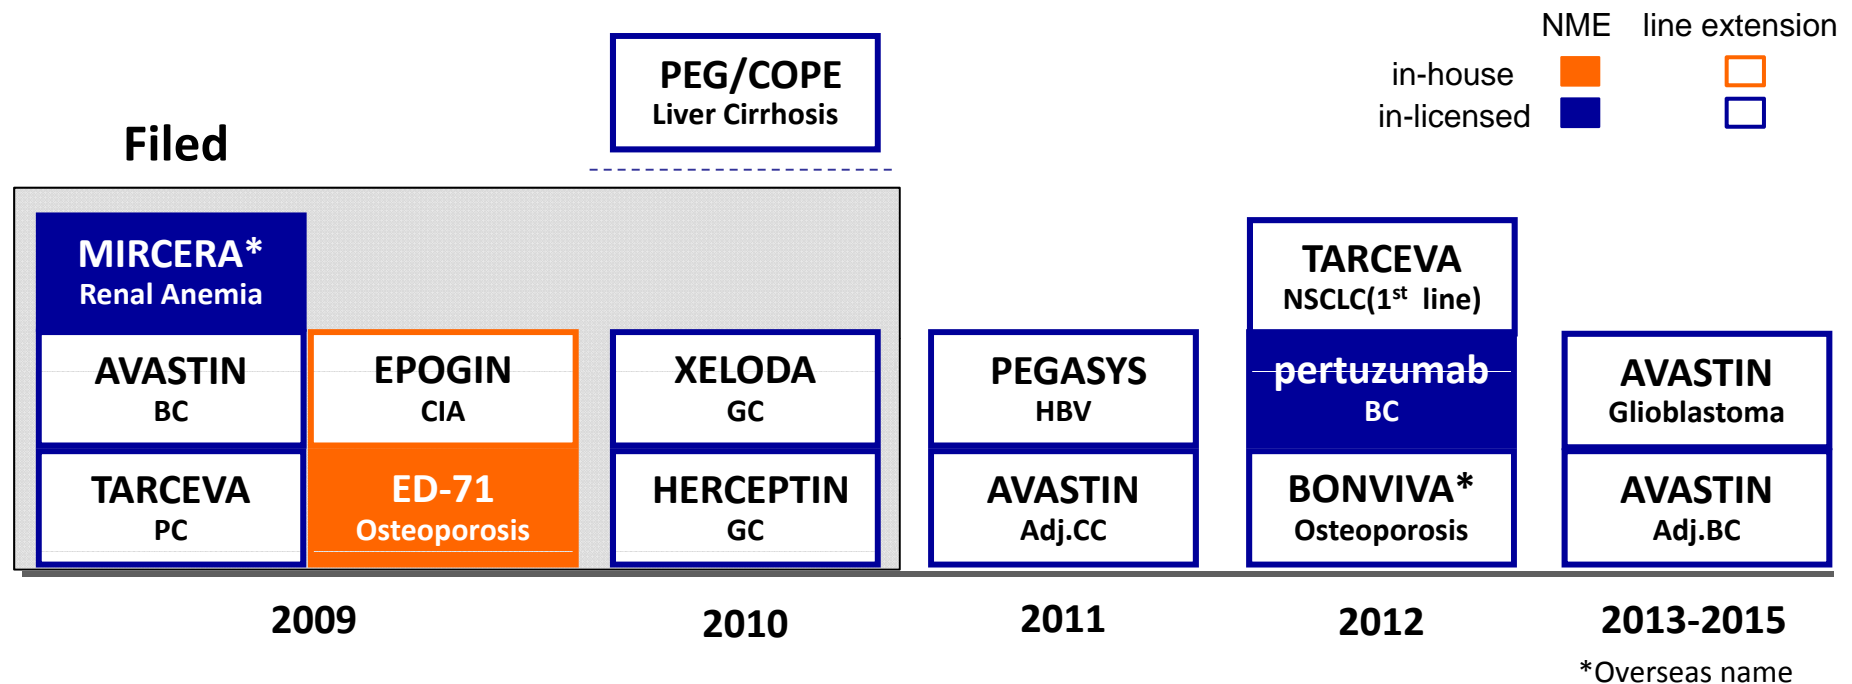 NME line extension
in-house
in-licensed
PEG/COPE
Liver Cirrhosis
Filed
MIRCERA*
Renal Anemia
AVASTIN
BC
TARCEVA
PC
EPOGIN
CIA
ED-71
Osteoporosis
XELODA
GC
HERCEPTIN
GC
PEGASYS
HBV
AVASTIN
Adj.CC
TARCEVA
NSCLC(1st line)
pertuzumab
BC
BONVIVA*
Osteoporosis
AVASTIN
Glioblastoma
AVASTIN
Adj.BC
2009
2010
2011
2012
2013-2015
*Overseas name